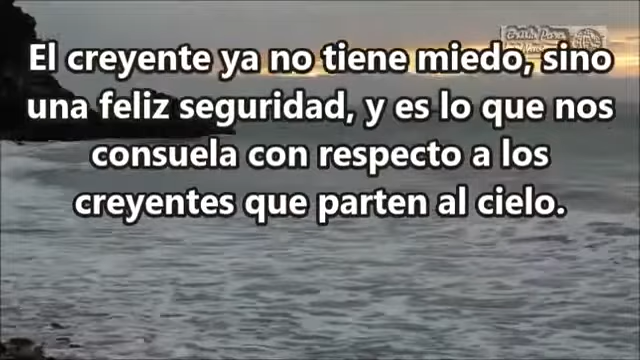 El creyente ya no tiene miedo, sino
una feliz seguridad, y es lo que nos
consuela con respecto a los
creyentes que parten al cielo.